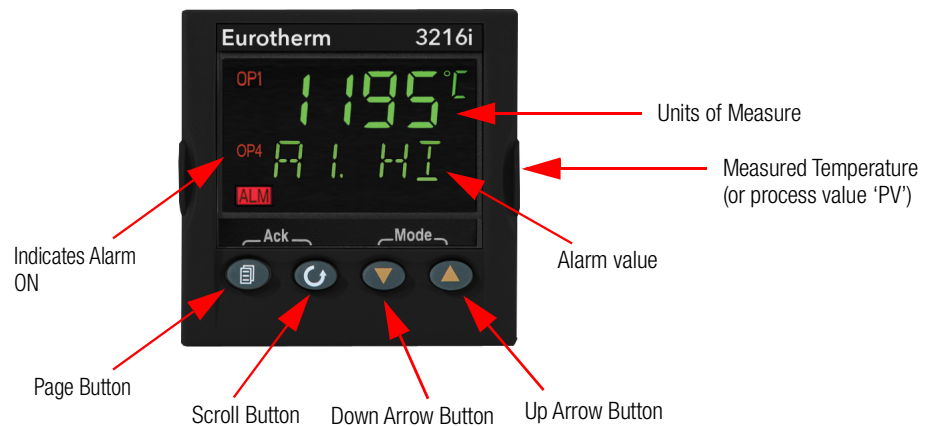 Eurotherm 3216i
OP1 1195 °C
Units of Measure
Measured Temperature
(or process value ‘PV’)
OP4 A1. HI
ALM
Ack Mode
Indicates Alarm
ON
Alarm value
Page Button
Scroll Button
Down Arrow Button
Up Arrow Button